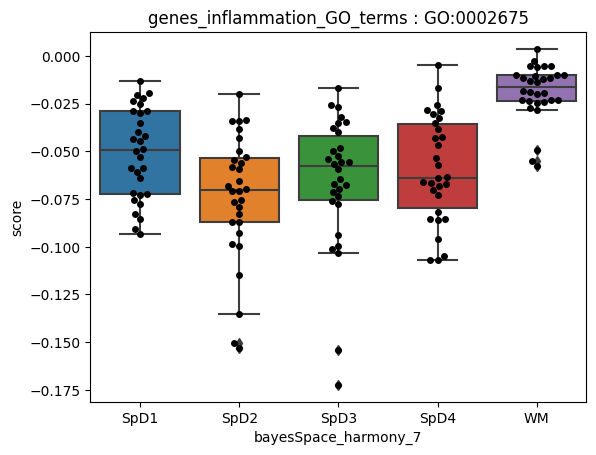 genes_inflammation_GO_terms : GO:0002675
0.000
−0.025
−0.050
−0.075
−0.100
−0.125
−0.150
−0.175
score
SpD1 SpD2 SpD3 SpD4 WM
bayesSpace_harmony_7